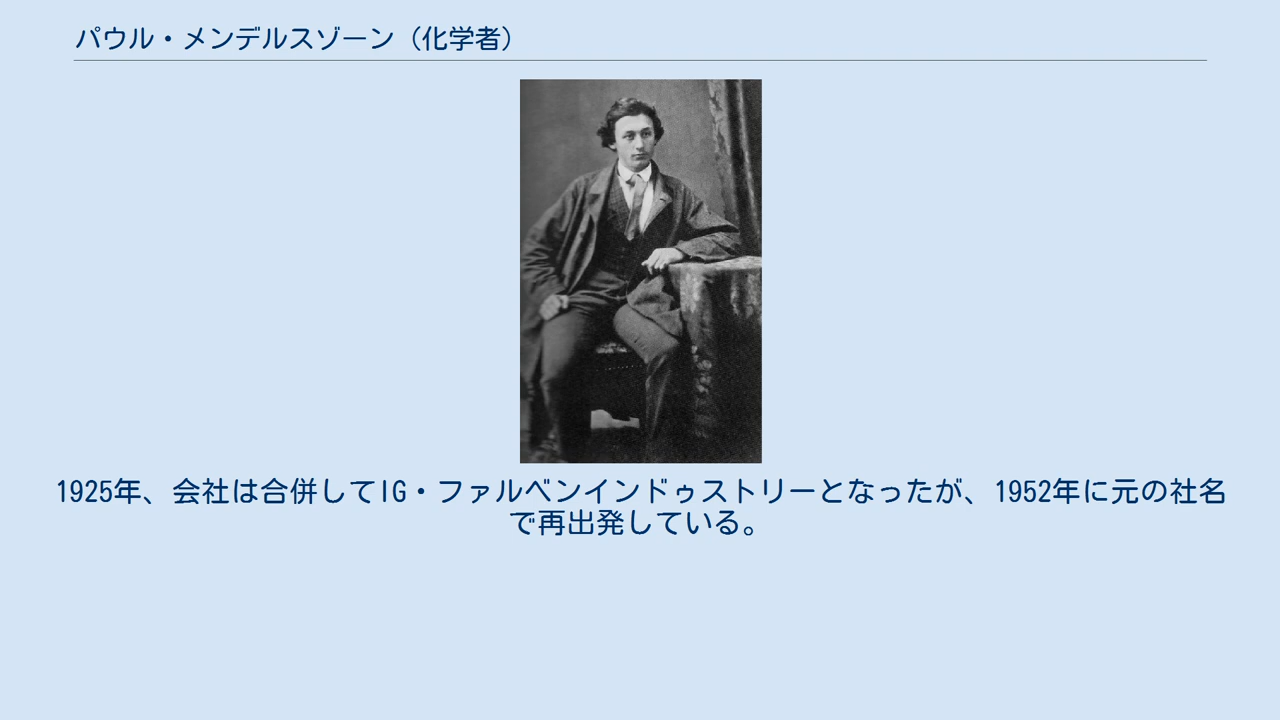 パウル・メンデルスゾーン（化学者）
1925年、会社は合併してIG・ファルベンインドゥストリーとなったが、1952年に元の社名
で再出発している。